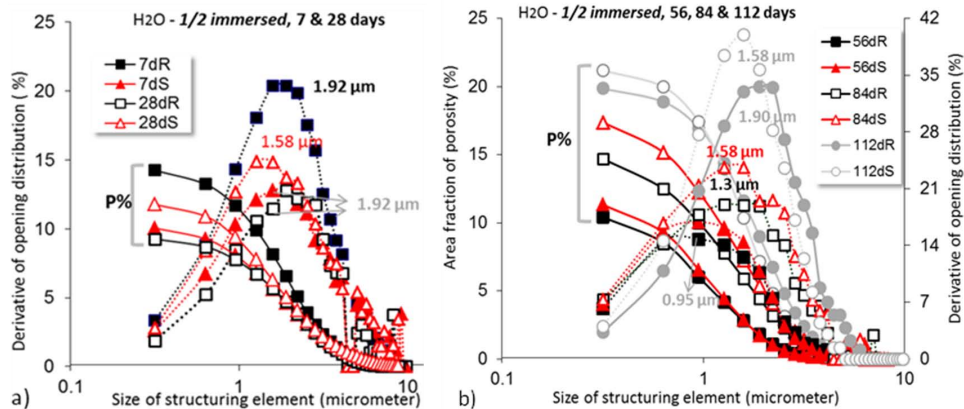 H2O - 1/2 immersed, 7 & 28 days
Derivative of opening distribution ( %)
25
20
15
10
5
0
7dR
7dS
28dR
28dS
1.92 µm
1.58 µm
1.92 µm
P%
0.1
1
10
Size of structuring element (micrometer)
a)
H2O - 1/2 immersed, 56, 84 & 112 days
Area fraction of porosity (%)
25
20
15
10
5
0
P%
1.58 µm
1.90 µm
1.58 µm
1.3 µm
0.95 µm
56dR
56dS
84dR
84dS
112dR
112dS
42
35
28
21
14
7
0
Derivative of opening distribution (%)
0.1
1
10
Size of structuring element (micrometer)
b)